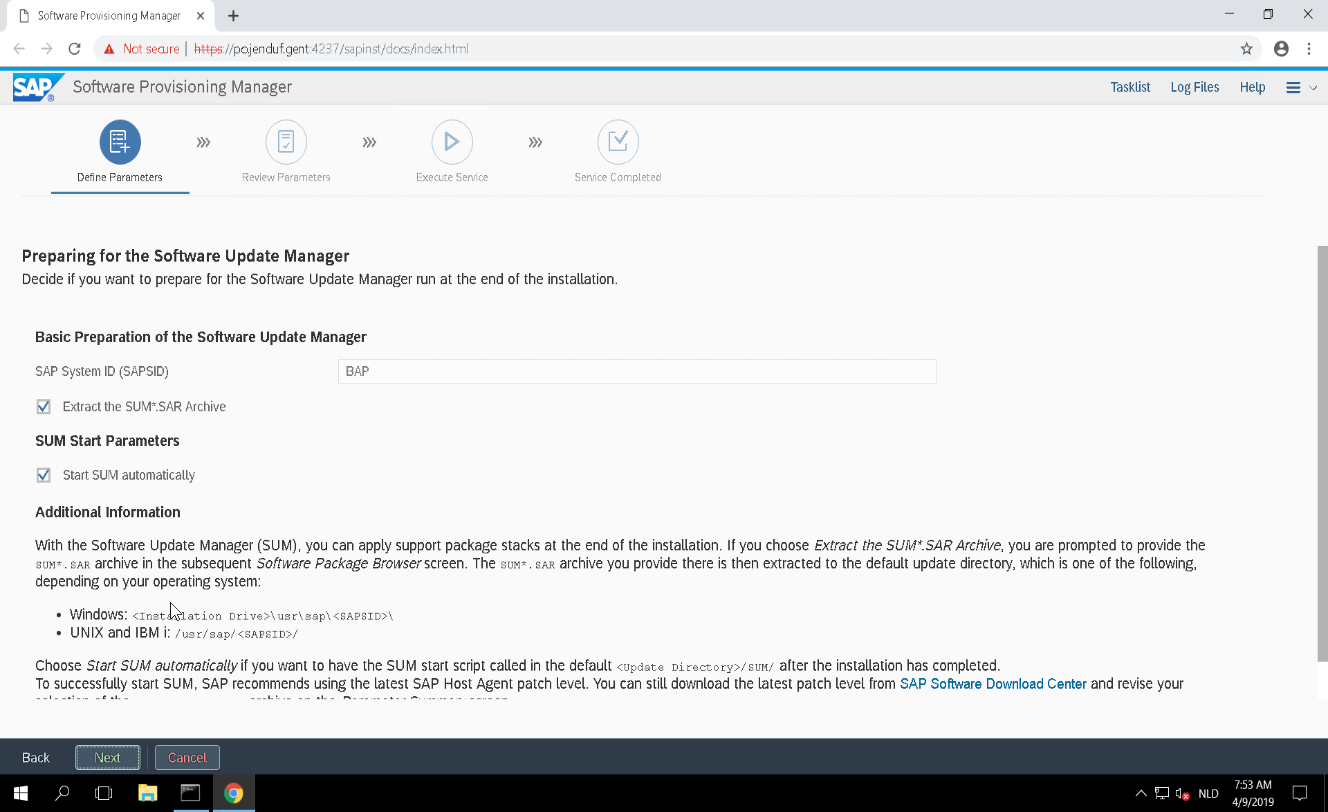 Software Provisioning Manager
Not secure | https://pojenduf.gent:4237/sapinst/docs/index.html
SAP Software Provisioning Manager
Tasklist Log Files Help
Define Parameters Review Parameters Execute Service Service Completed
Preparing for the Software Update Manager
Decide if you want to prepare for the Software Update Manager run at the end of the installation.
Basic Preparation of the Software Update Manager
SAP System ID (SAPSID) BAP
Extract the SUM*.SAR Archive
SUM Start Parameters
Start SUM automatically
Additional Information
With the Software Update Manager (SUM), you can apply support package stacks at the end of the installation. If you choose Extract the SUM*.SAR Archive, you are prompted to provide the
SUM*.SAR archive in the subsequent Software Package Browser screen. The SUM*.SAR archive you provide there is then extracted to the default update directory, which is one of the following,
depending on your operating system:
• Windows: <Installation Drive>\usr\sap\<SAPSID>\
• UNIX and IBM i: /usr/sap/<SAPSID>/
Choose Start SUM automatically if you want to have the SUM start script called in the default <Update Directory>/SUM/ after the installation has completed.
To successfully start SUM, SAP recommends using the latest SAP Host Agent patch level. You can still download the latest patch level from SAP Software Download Center and revise your
Back Next Cancel
NLD
7:53 AM
4/9/2019